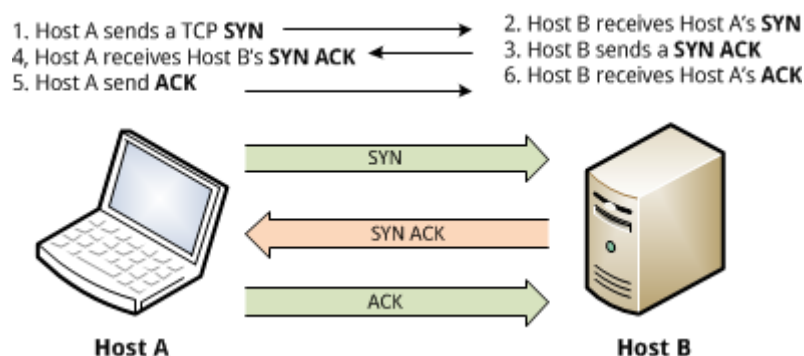 1. Host A sends a TCP SYN
2. Host B receives Host A's SYN
4, Host A receives Host B's SYN ACK
3. Host B sends a SYN ACK
5. Host A send ACK
6. Host B receives Host A's ACK
SYN
SYN ACK
ACK
Host A
Host B